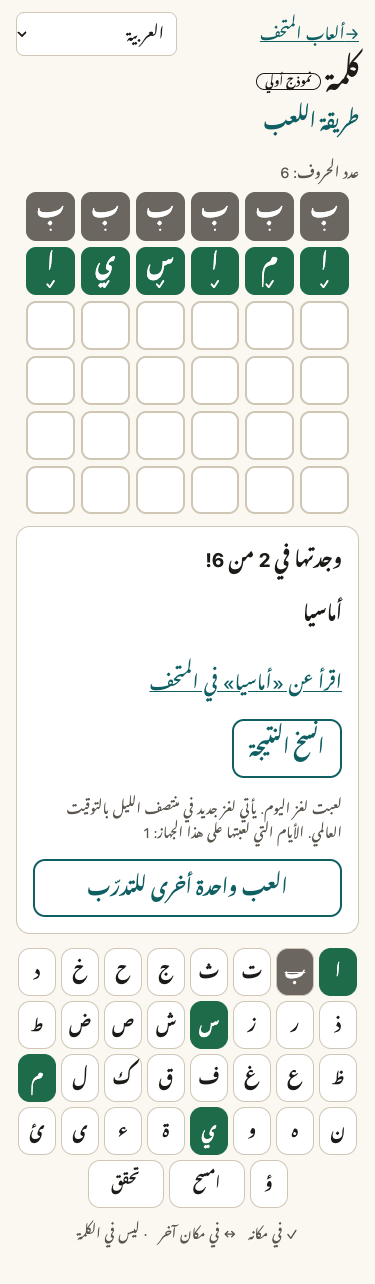 →ألعاب المتحف
العربية
كلمة نموذج أولي
طريقة اللعب
عدد الحروف: 6
ب ب ب ب ب ب
ا م ا س ي ا
✓ ✓ ✓ ✓ ✓ ✓
وجدتها في 2 من 6!
أماسيا
اقرأ عن «أماسيا» في المتحف
انسخ النتيجة
لعبت لغز اليوم. يأتي لغز جديد في منتصف الليل بالتوقيت
العالمي. الأيام التي لعبتها على هذا الجهاز: 1
العب واحدة أخرى للتدرّب
ا ب ت ث ج ح خ د
ذ ر ز س ش ص ض ط
ظ ع غ ف ق ك ل م
ن ه و ي ة ء ى ئ
ؤ امسح تحقق
✓ في مكانه ↔ في مكان آخر · ليس في الكلمة